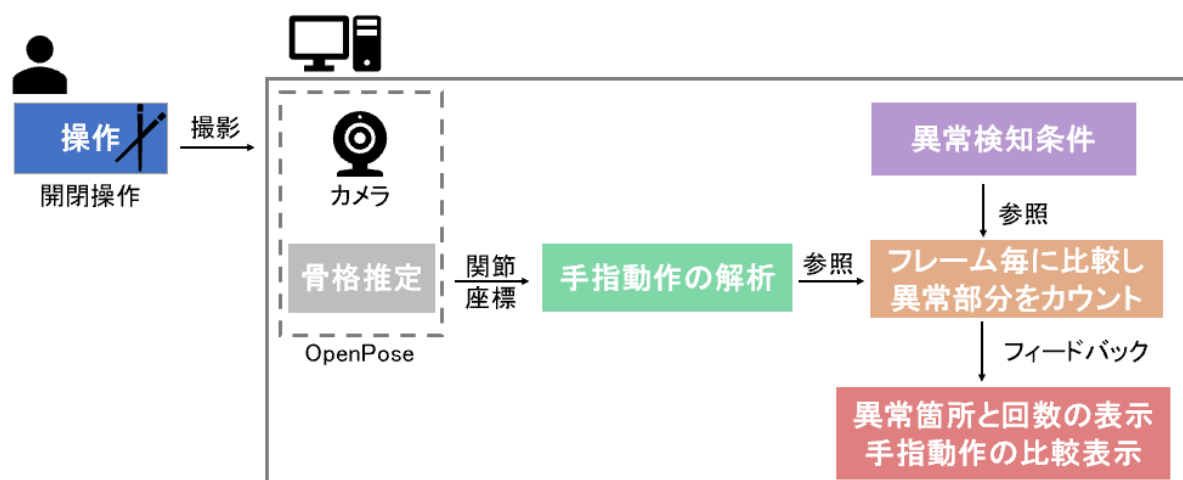 操作
開閉操作
撮影
カメラ
骨格推定
OpenPose
関節
座標
手指動作の解析
参照
異常検知条件
参照
フレーム毎に比較し
異常部分をカウント
フィードバック
異常箇所と回数の表示
手指動作の比較表示